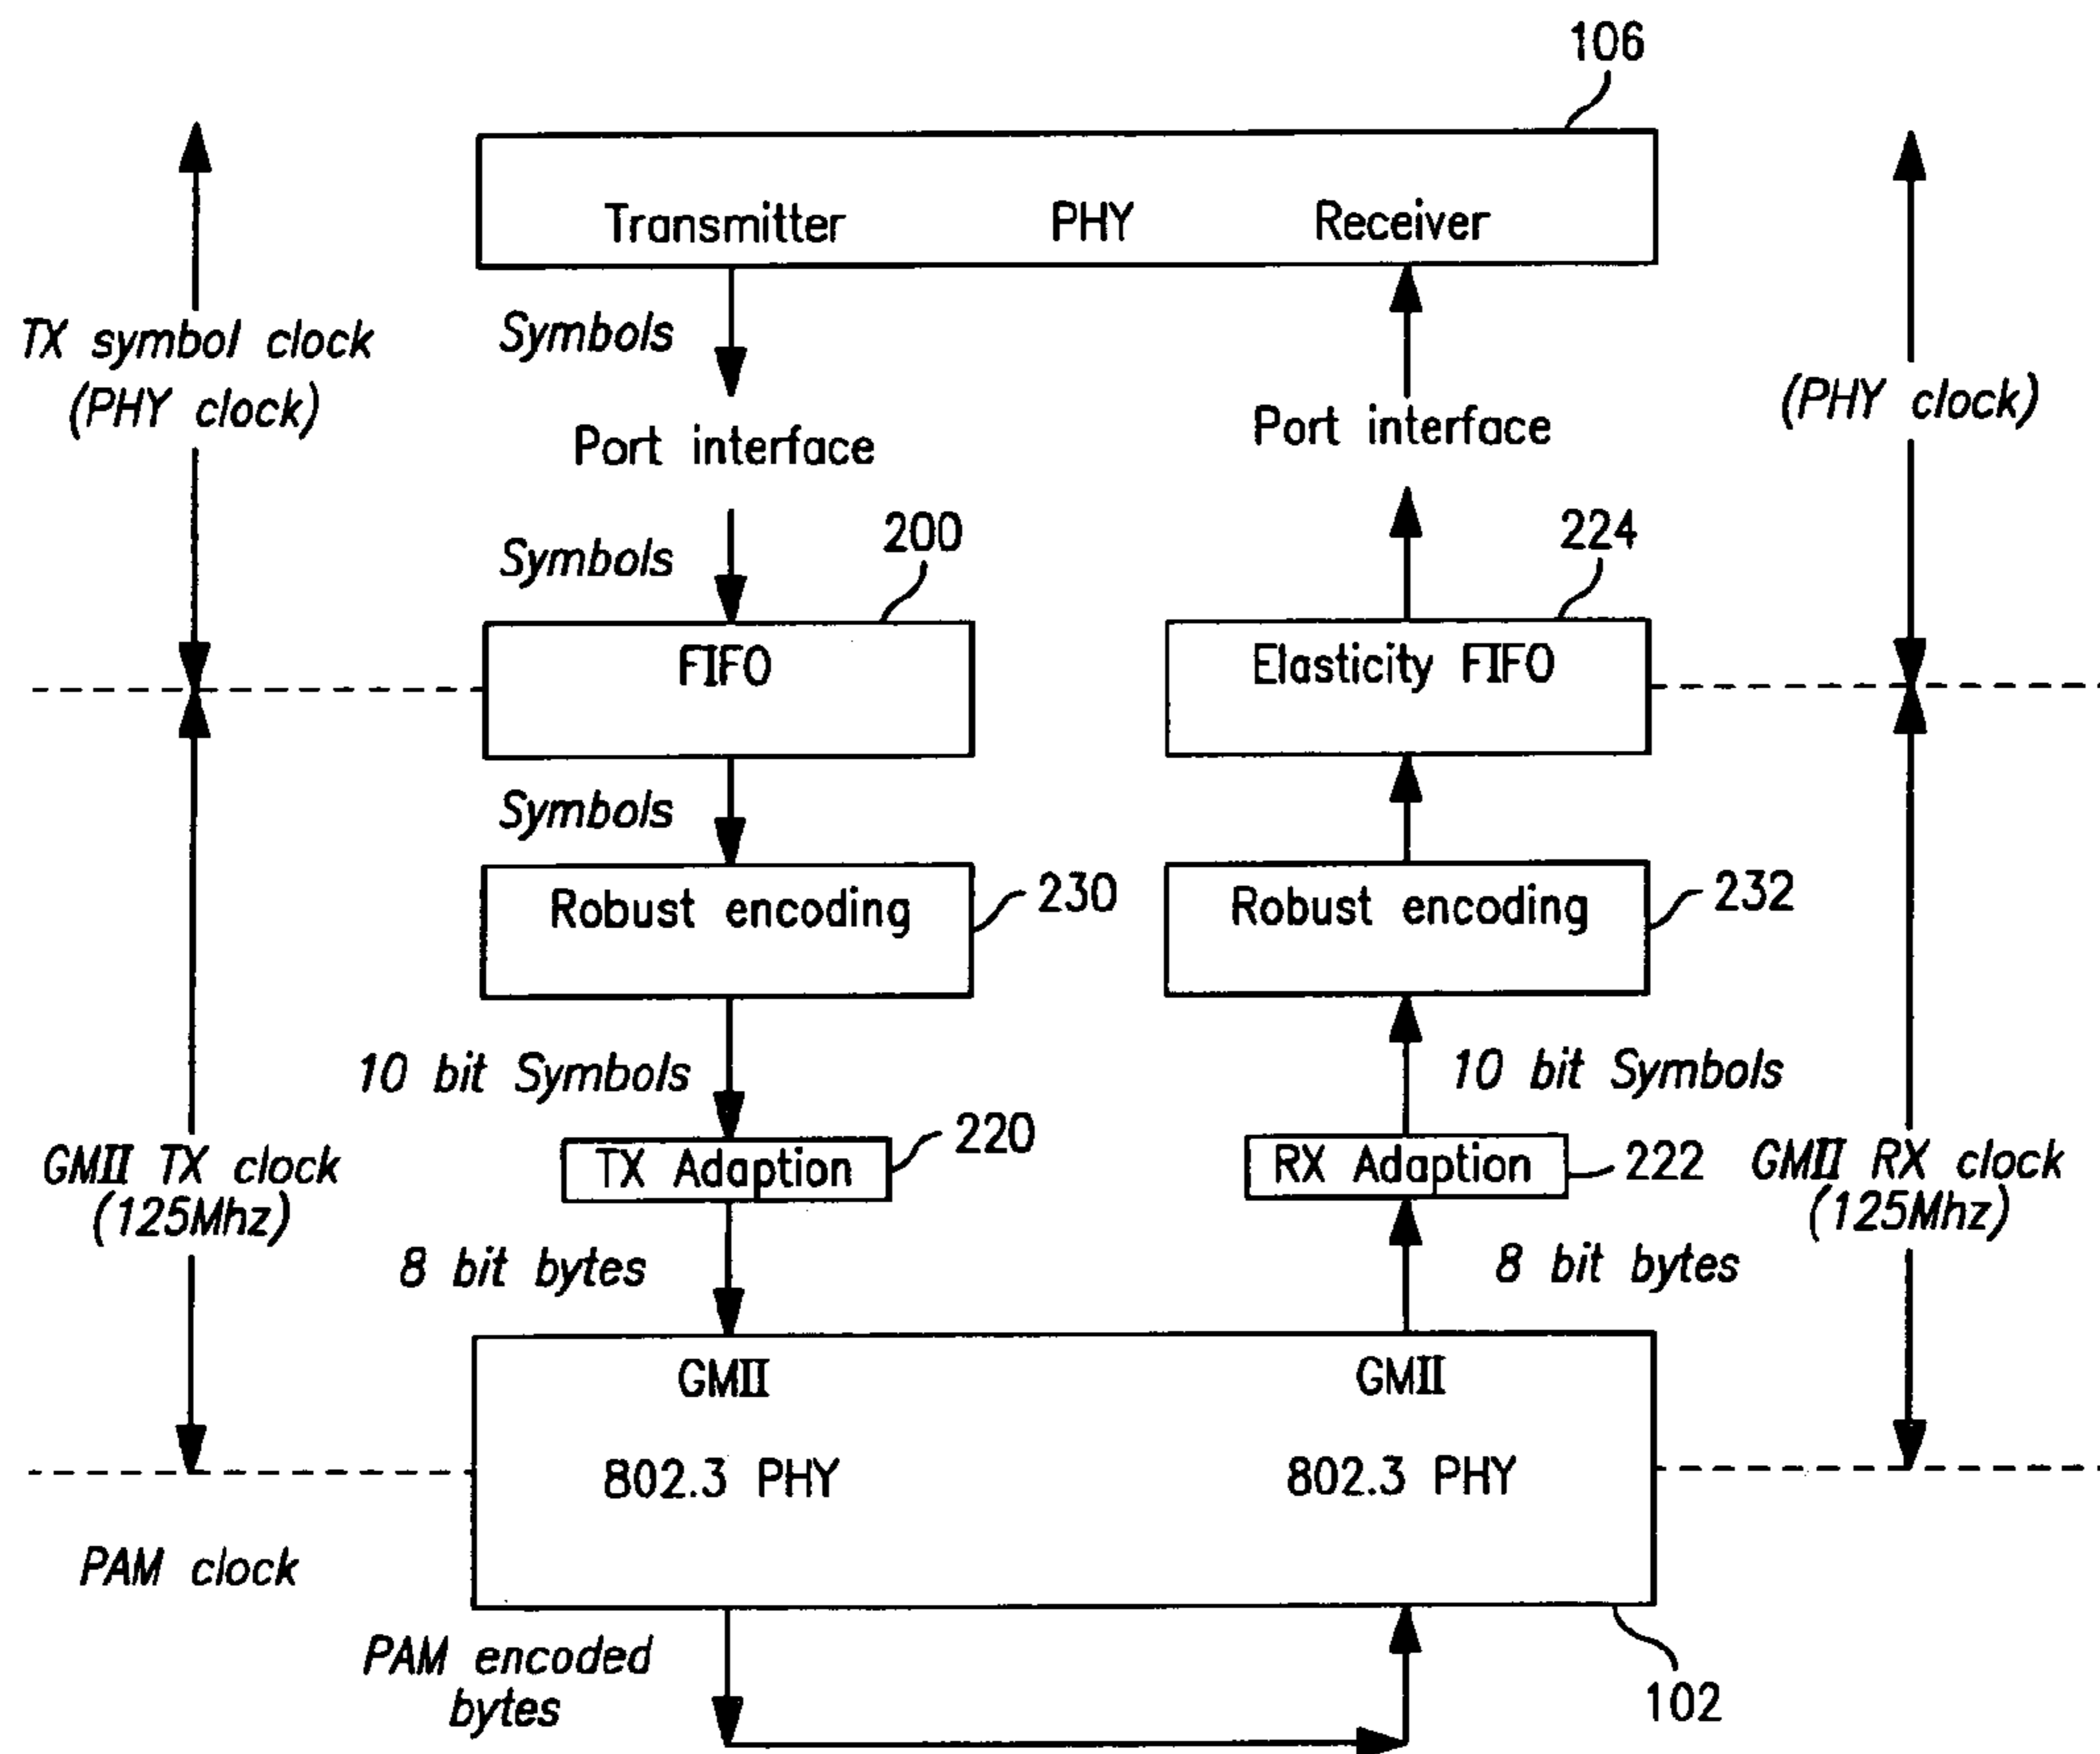 106
Transmitter PHY Receiver
TX symbol clock
(PHY clock)
Symbols
Port interface
Port interface
(PHY clock)
Symbols
200
224
FIFO
Elasticity FIFO
Symbols
Robust encoding
230
Robust encoding
232
10 bit Symbols
10 bit Symbols
GMII TX clock
(125Mhz)
TX Adaption
220
RX Adaption
222
GMII RX clock
(125Mhz)
8 bit bytes
8 bit bytes
GMII
GMII
802.3 PHY
802.3 PHY
PAM clock
PAM encoded
bytes
102